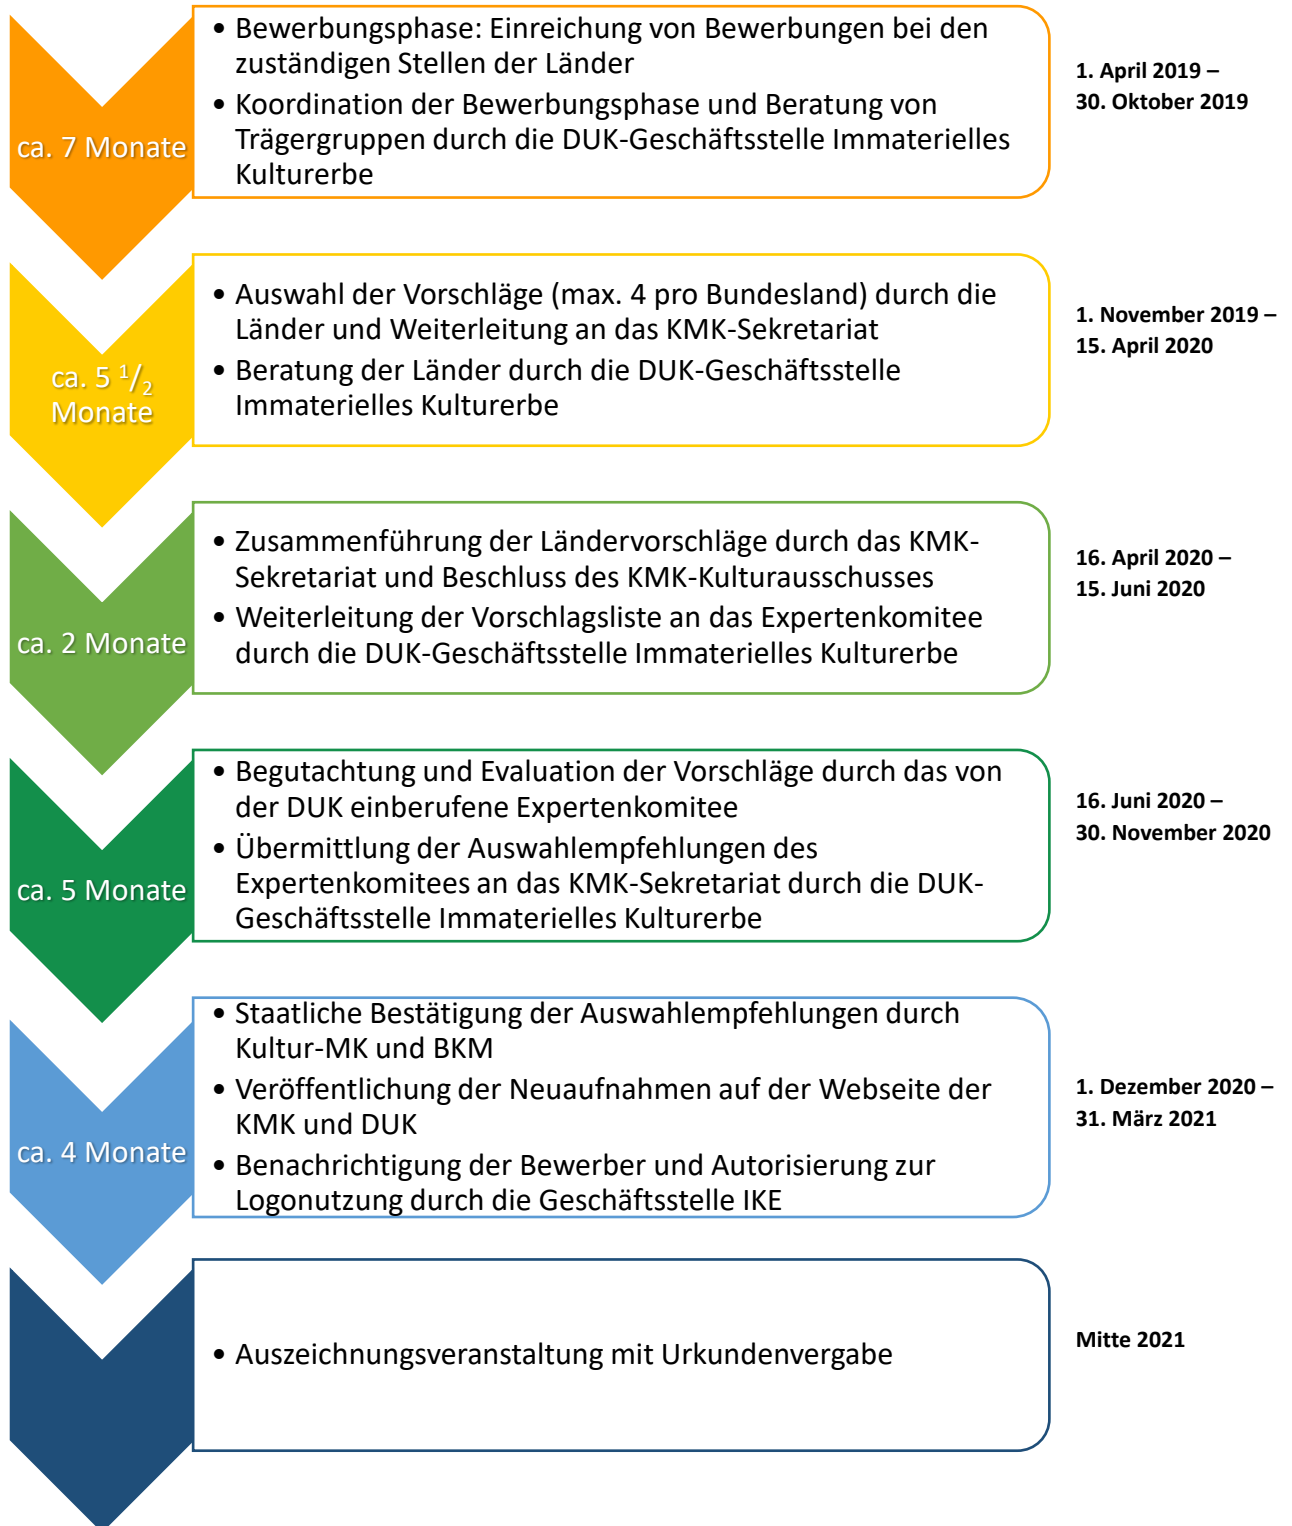 • Bewerbungsphase: Einreichung von Bewerbungen bei den
zuständigen Stellen der Länder
• Koordination der Bewerbungsphase und Beratung von
Trägergruppen durch die DUK-Geschäftsstelle Immaterielles
Kulturerbe
ca. 7 Monate
1. April 2019 –
30. Oktober 2019
• Auswahl der Vorschläge (max. 4 pro Bundesland) durch die
Länder und Weiterleitung an das KMK-Sekretariat
• Beratung der Länder durch die DUK-Geschäftsstelle
Immaterielles Kulturerbe
ca. 5 1/2
Monate
1. November 2019 –
15. April 2020
• Zusammenführung der Ländervorschläge durch das KMK-
Sekretariat und Beschluss des KMK-Kulturausschusses
• Weiterleitung der Vorschlagsliste an das Expertenkomitee
durch die DUK-Geschäftsstelle Immaterielles Kulturerbe
ca. 2 Monate
16. April 2020 –
15. Juni 2020
• Begutachtung und Evaluation der Vorschläge durch das von
der DUK einberufene Expertenkomitee
• Übermittlung der Auswahlempfehlungen des
Expertenkomitees an das KMK-Sekretariat durch die DUK-
Geschäftsstelle Immaterielles Kulturerbe
ca. 5 Monate
16. Juni 2020 –
30. November 2020
• Staatliche Bestätigung der Auswahlempfehlungen durch
Kultur-MK und BKM
• Veröffentlichung der Neuaufnahmen auf der Webseite der
KMK und DUK
• Benachrichtigung der Bewerber und Autorisierung zur
Logonutzung durch die Geschäftsstelle IKE
ca. 4 Monate
1. Dezember 2020 –
31. März 2021
• Auszeichnungsveranstaltung mit Urkundenvergabe
Mitte 2021